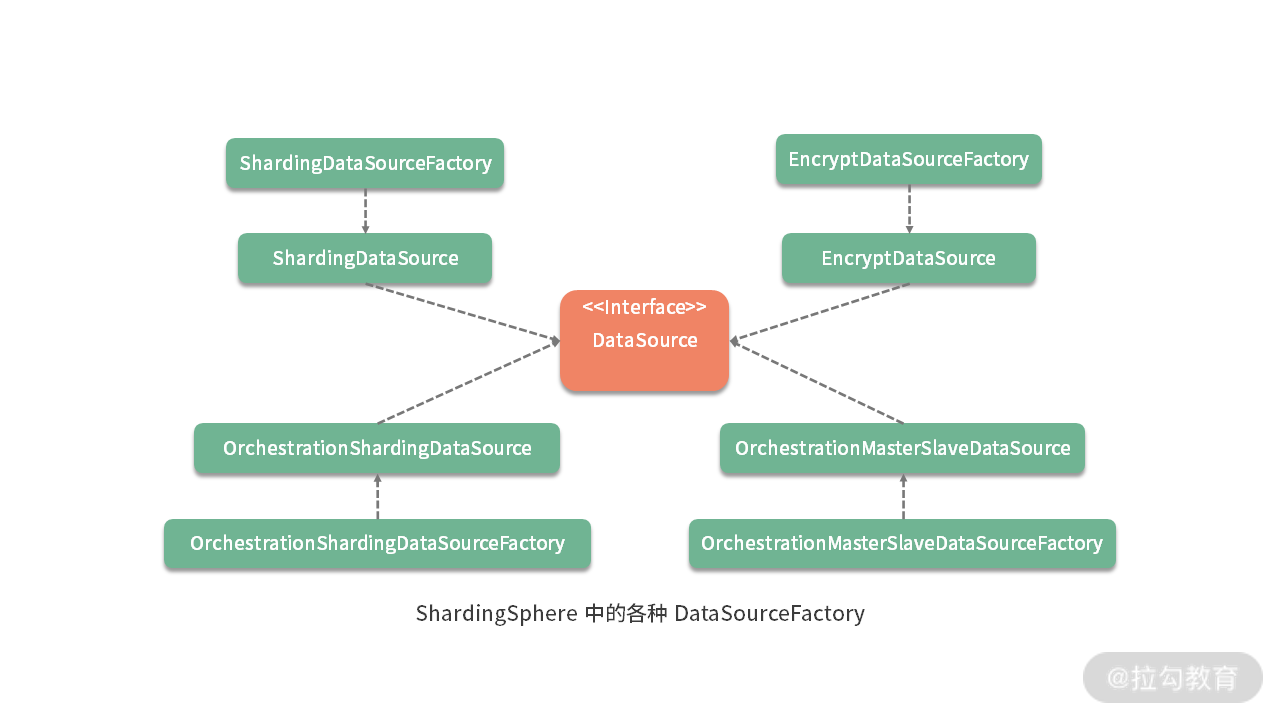 ShardingDataSourceFactory
EncryptDataSourceFactory
ShardingDataSource
EncryptDataSource
<<Interface>>
DataSource
OrchestrationShardingDataSource
OrchestrationMasterSlaveDataSource
OrchestrationShardingDataSourceFactory
OrchestrationMasterSlaveDataSourceFactory
ShardingSphere 中的各种 DataSourceFactory
@拉勾教育